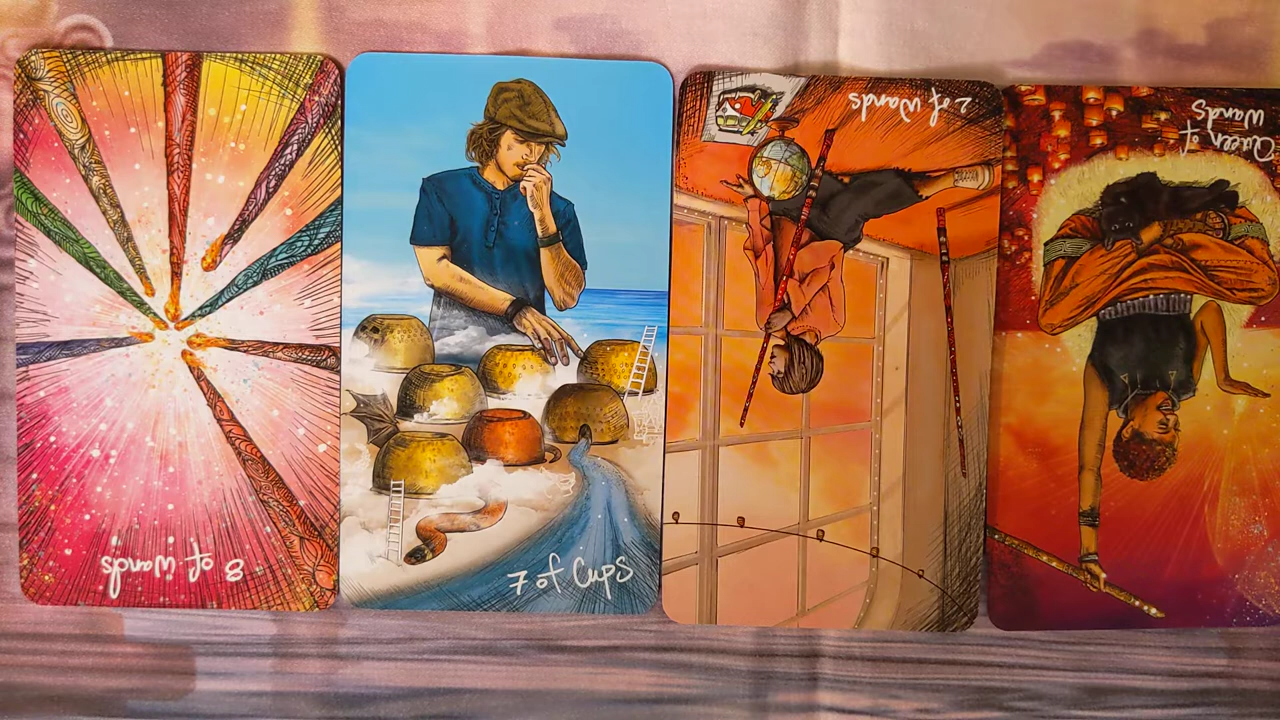 8 of Wands
7 of Cups
2 of Wands
Queen of
Wands